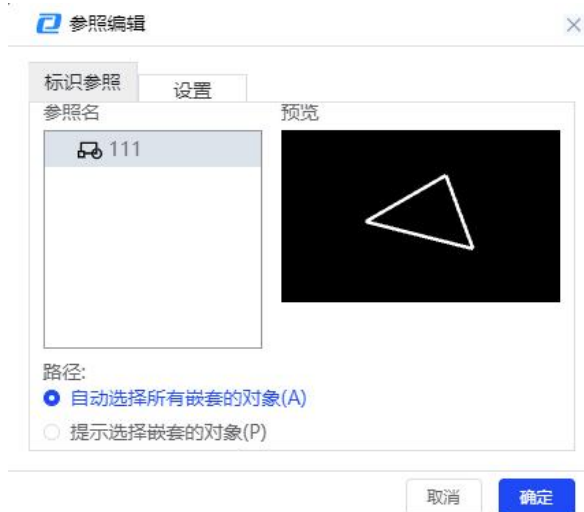 参照编辑
标识参照 设置
参照名 预览
111
路径:
自动选择所有嵌套的对象(A)
提示选择嵌套的对象(P)
取消 确定